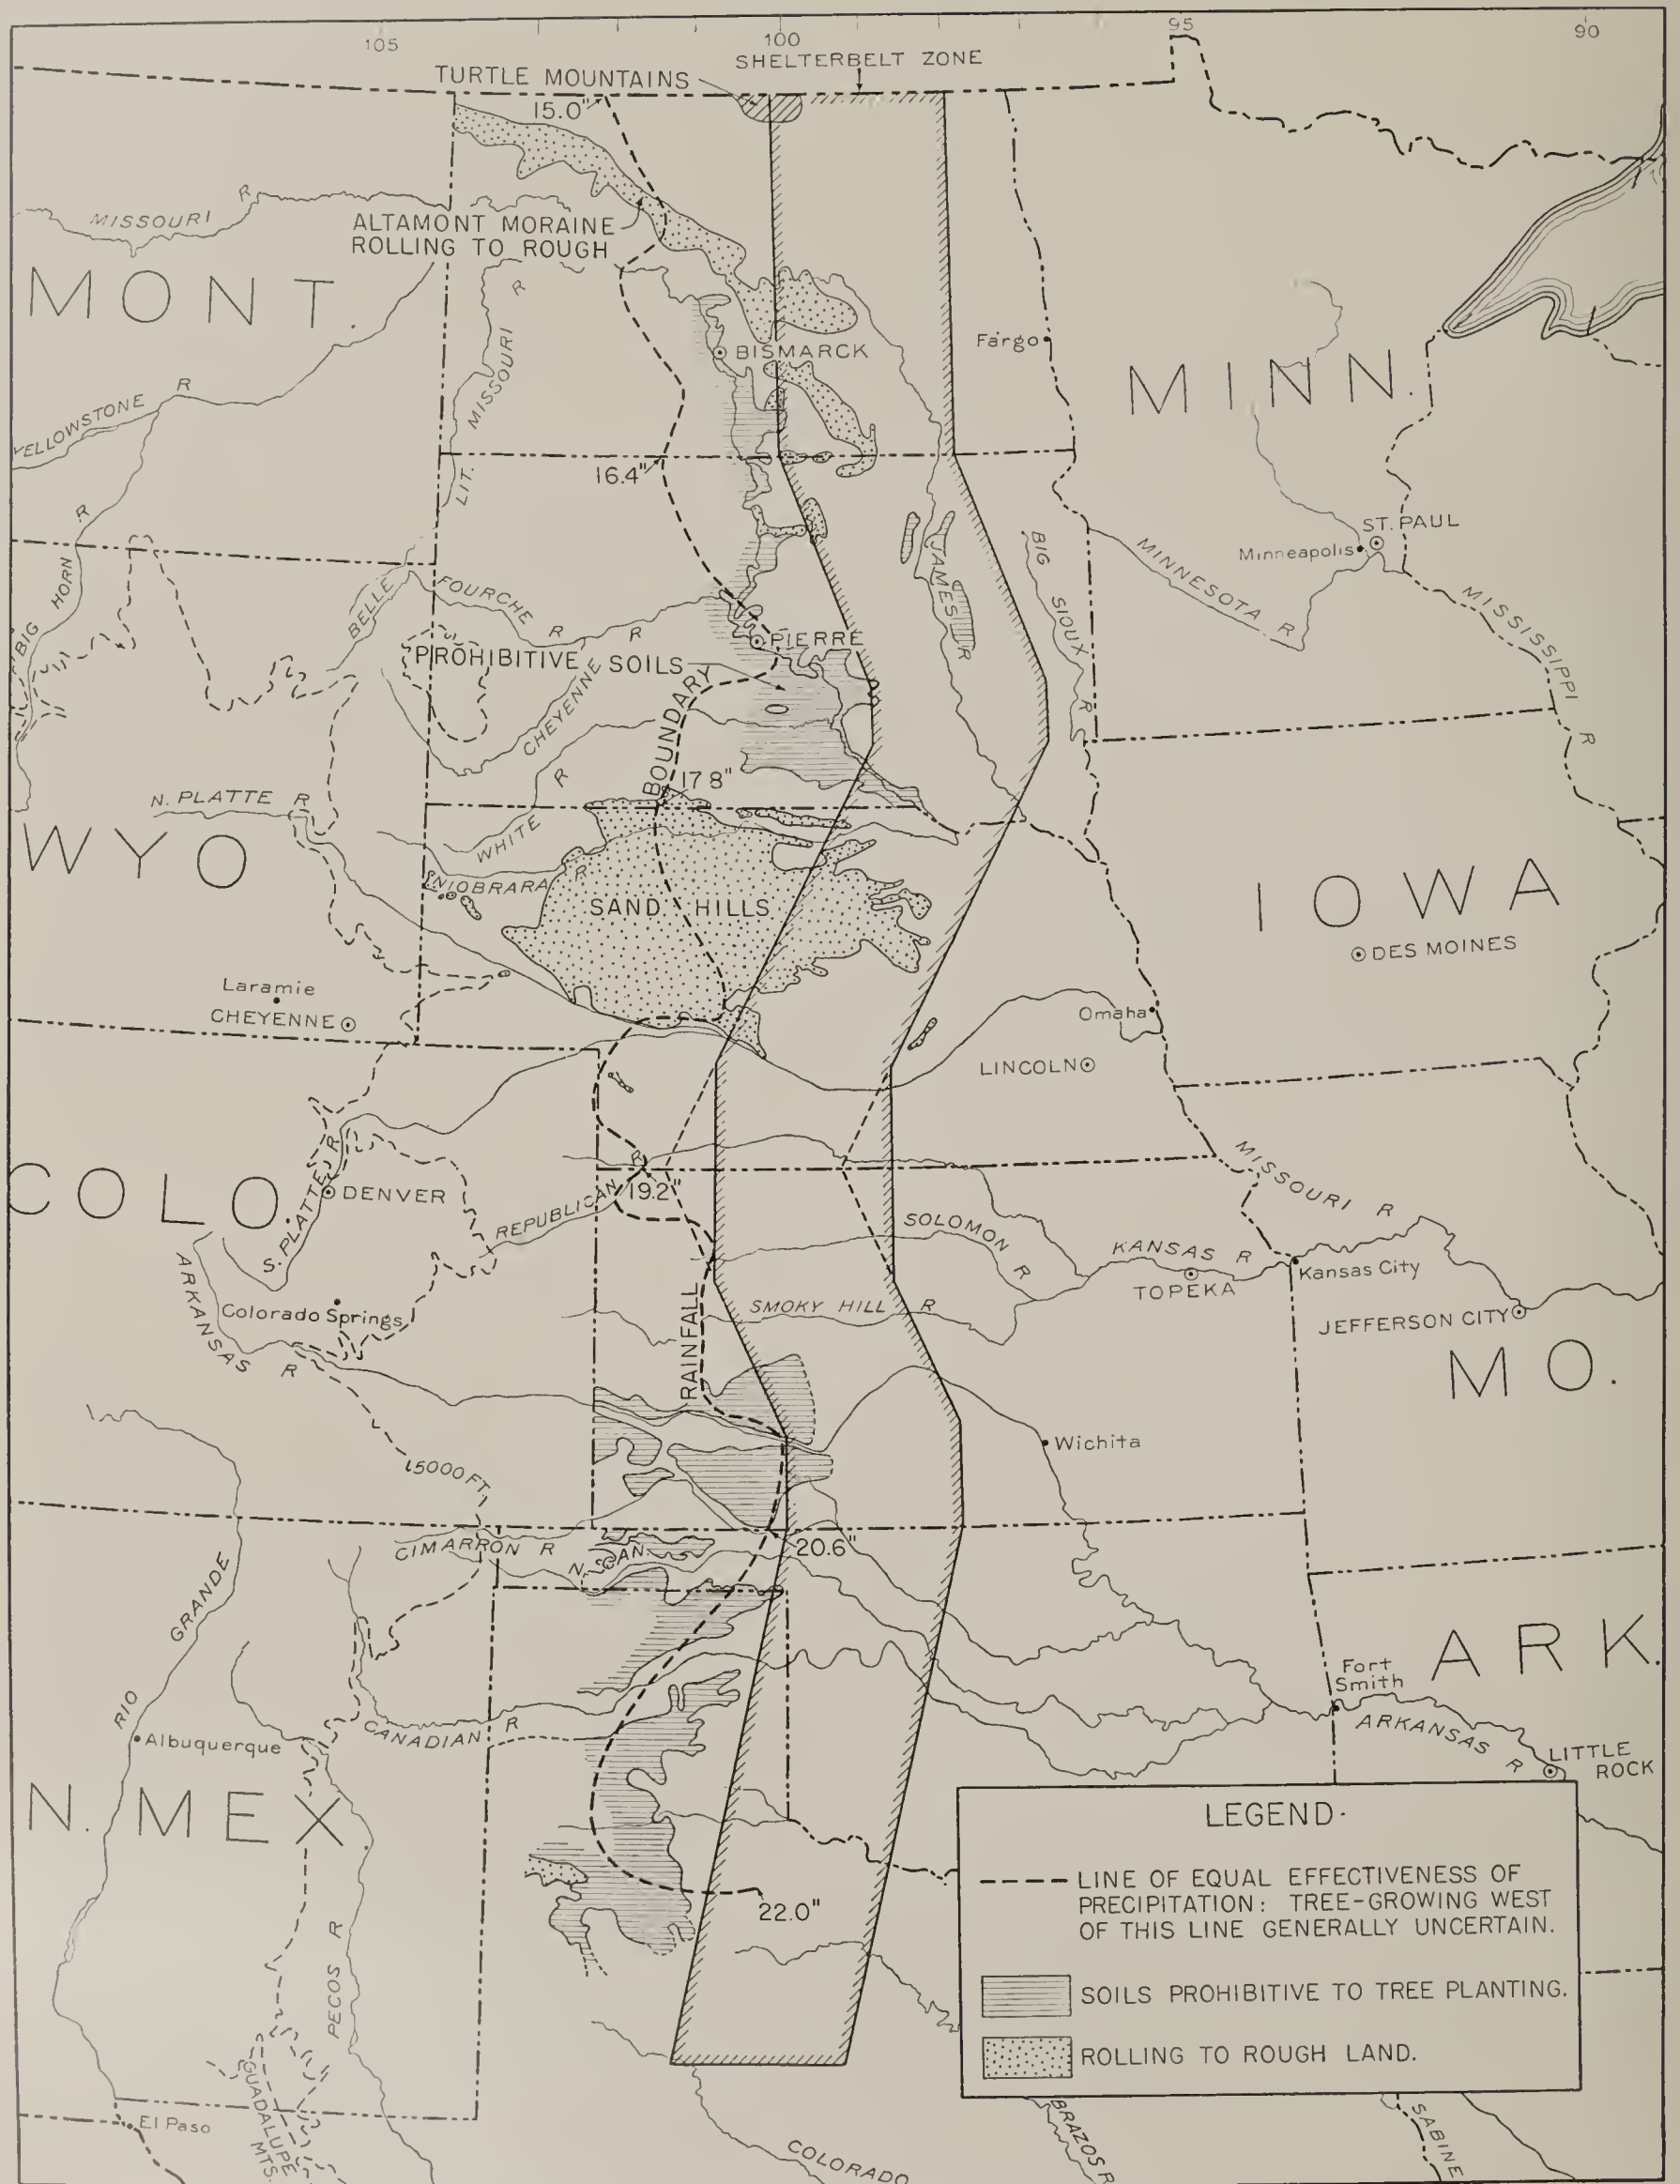 105
100
95
90
SHELTERBELT ZONE
TURTLE MOUNTAINS
15.0"
MISSOURI
R
ALTAMONT MORAINE
ROLLING TO ROUGH
MONT.
R
MISSOURI
LIT.
BISMARCK
Fargo
MINN.
YELLOWSTONE
R
16.4"
R
HORN
BIG
ST. PAUL
Minneapolis
MINNESOTA R
MISSISSIPPI
R
BIG
SIOUX
R
JAMES
R
BELLE
FOURCHE
R
R
PIERRE
PROHIBITIVE SOILS
CHEYENNE
BOUNDARY
17.8"
N. PLATTE R
R
WHITE
WYO
NIOBRARA R
SAND HILLS
IOWA
DES MOINES
Laramie
CHEYENNE
Omaha
LINCOLN
MISSOURI R
COLO.
S. PLATTE R
DENVER
REPUBLICAN
R
19.2"
SOLOMON
R
KANSAS R
TOPEKA
Kansas City
JEFFERSON CITY
MO.
ARKANSAS
R
Colorado Springs
SMOKY HILL R
RAINFALL
Wichita
15000 FT.
CIMARRON R
N. CAN.
20.6"
RIO
GRANDE
Albuquerque
CANADIAN R
ARK.
Fort
Smith
ARKANSAS
R
LITTLE
ROCK
N. MEX
22.0"
PECOS R
GUADALUPE
MTS.
El Paso
COLORADO
BRAZOS R
SABINE
LEGEND
LINE OF EQUAL EFFECTIVENESS OF
PRECIPITATION: TREE-GROWING WEST
OF THIS LINE GENERALLY UNCERTAIN.
SOILS PROHIBITIVE TO TREE PLANTING.
ROLLING TO ROUGH LAND.